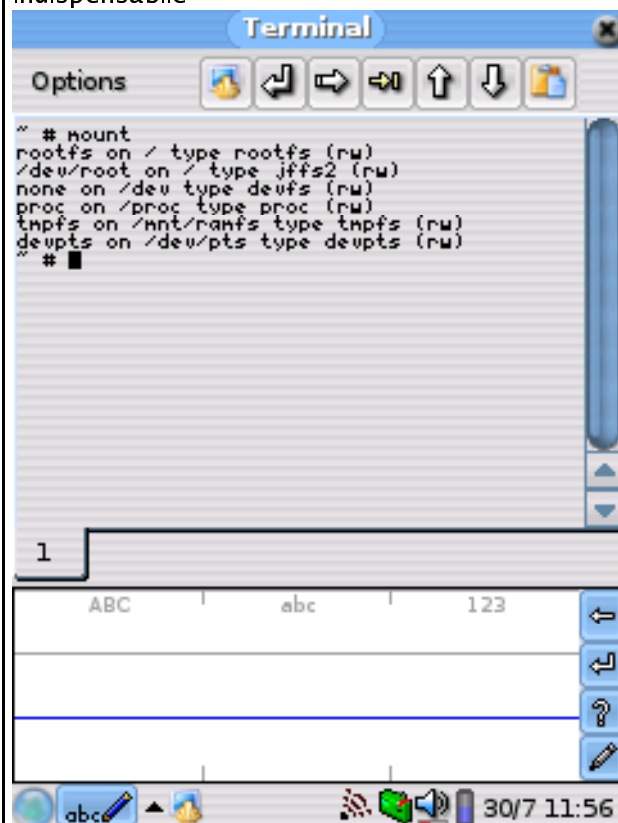 indispensabile
Terminal
Options
~ # mount
rootfs on / type rootfs (rw)
/dev/root on / type jffs2 (rw)
none on /dev type devfs (rw)
proc on /proc type proc (rw)
tmpfs on /mnt/ramfs type tmpfs (rw)
devpts on /dev/pts type devpts (rw)
~ #
1
ABC abc 123
abc 30/7 11:56